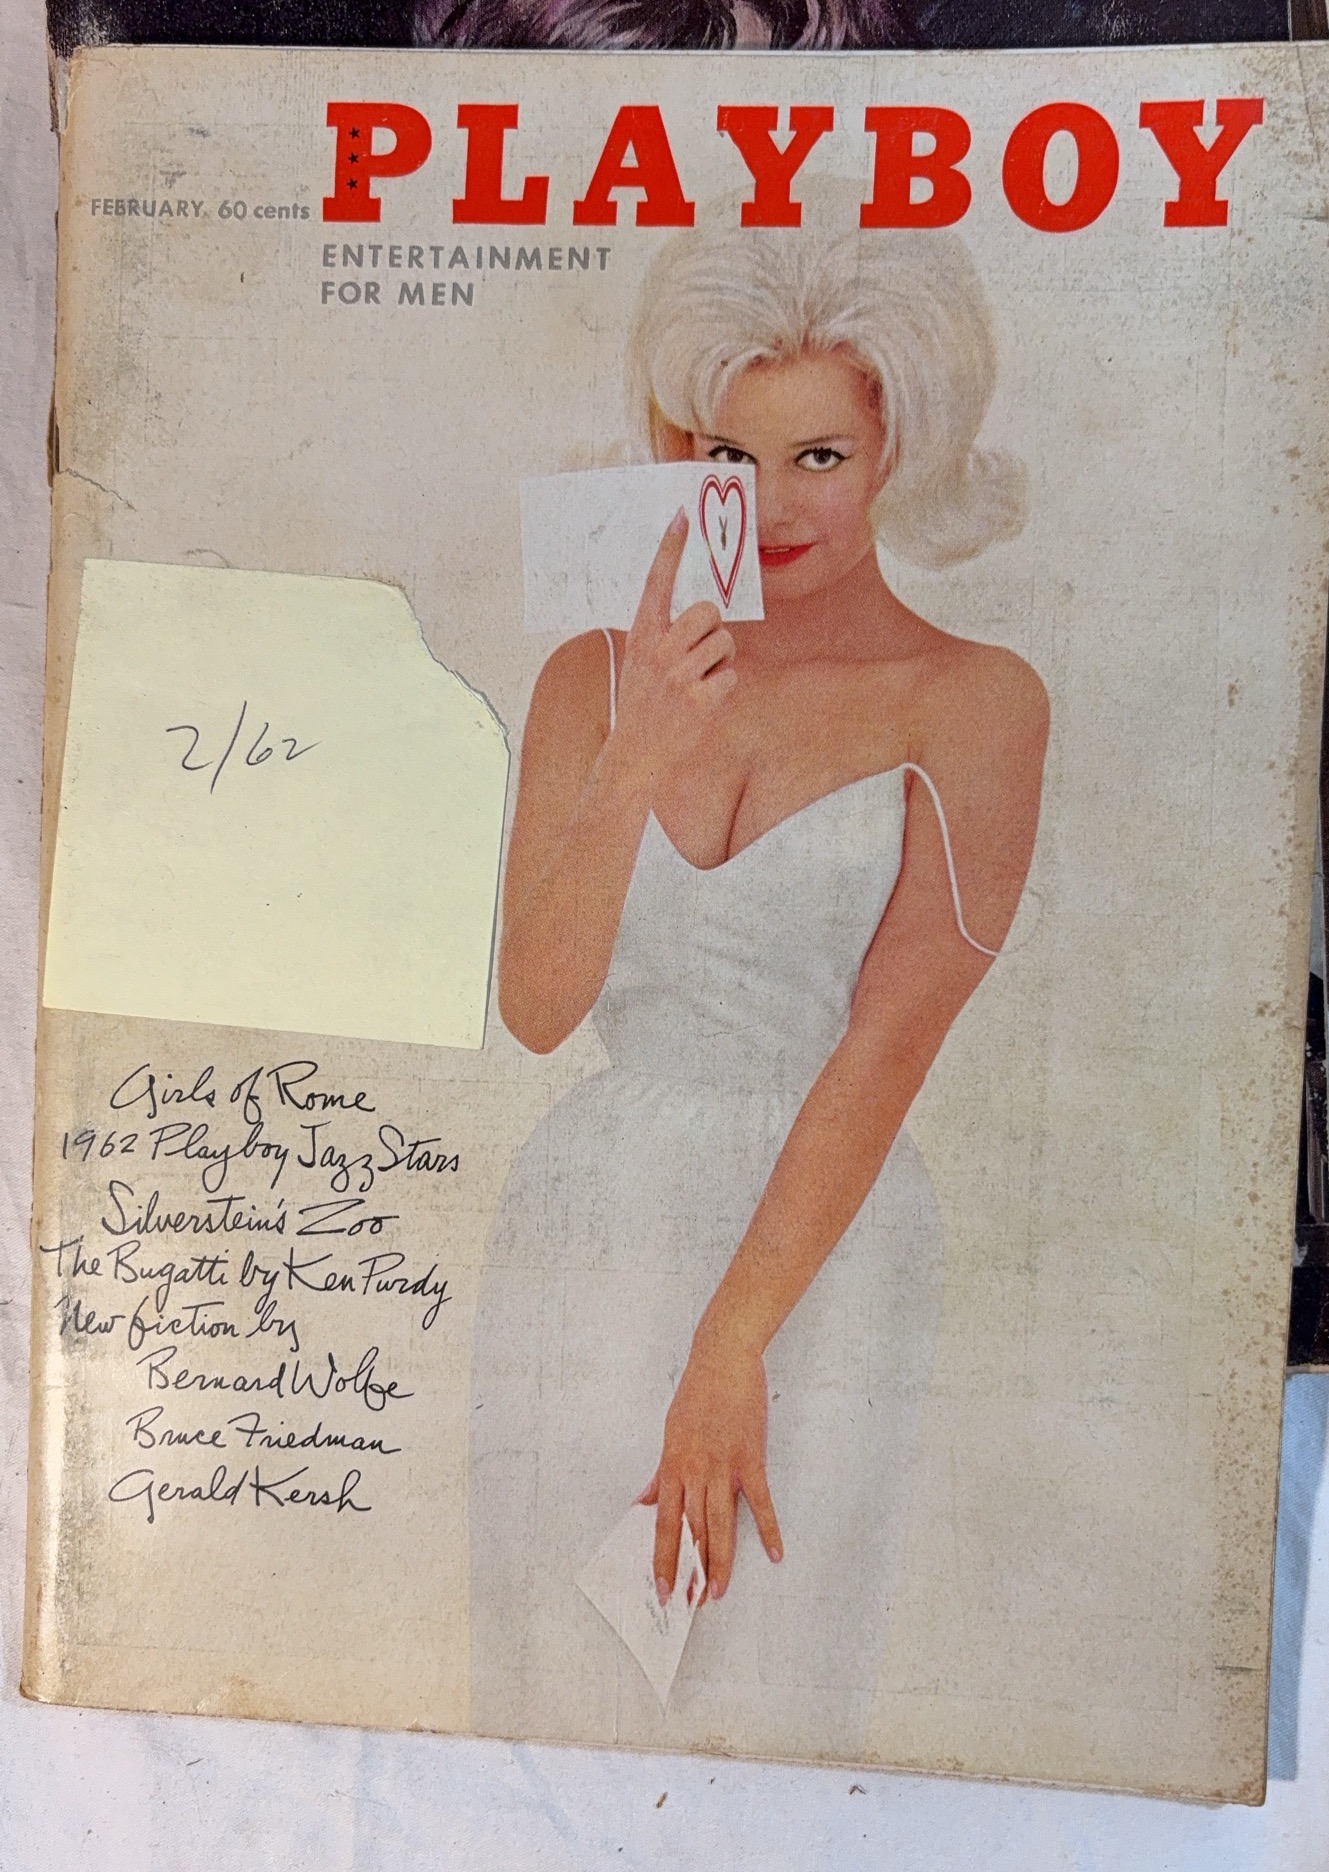 PLAYBOY
FEBRUARY 60 cents
ENTERTAINMENT
FOR MEN
2/62
Girls of Rome
1962 Playboy Jazz Stars
Silverstein's Zoo
The Bugatti by Ken Purdy
New fiction by
Bernard Wolfe
Bruce Friedman
Gerald Kersh